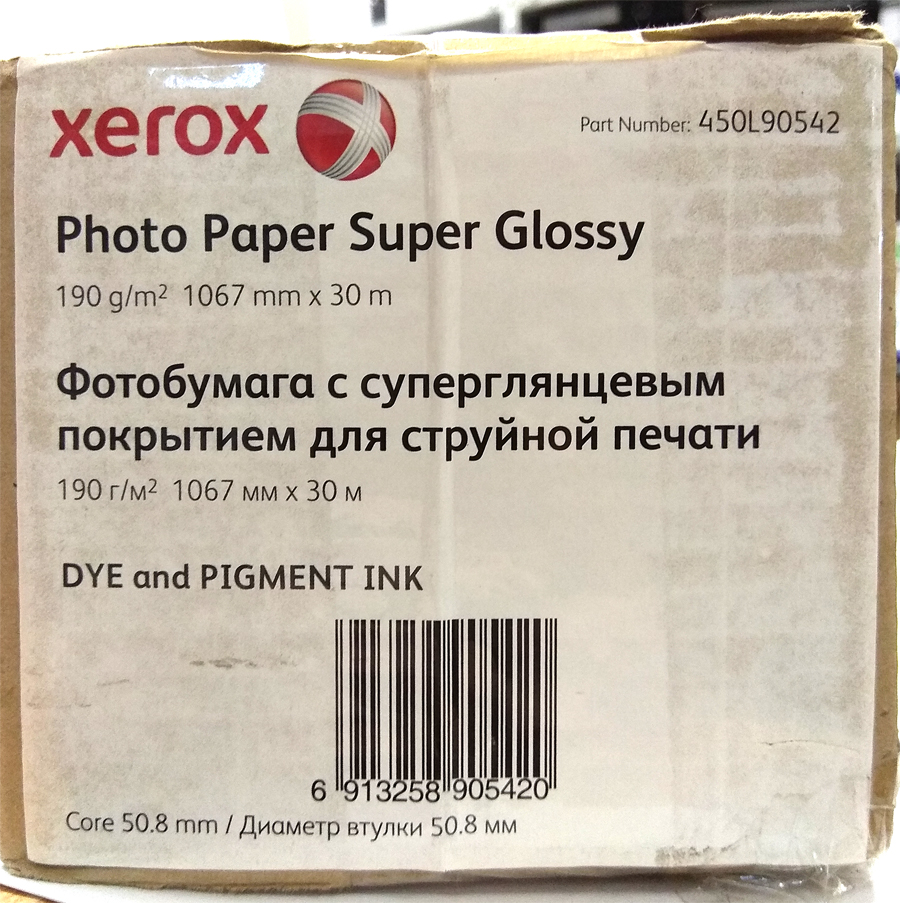 xerox
Part Number: 450L90542
Photo Paper Super Glossy
190 g/m² 1067 mm x 30 m
Фотобумага с суперглянцевым
покрытием для струйной печати
190 г/м² 1067 мм x 30 м
DYE and PIGMENT INK
6 913258 905420
Core 50.8 mm / Диаметр втулки 50.8 мм